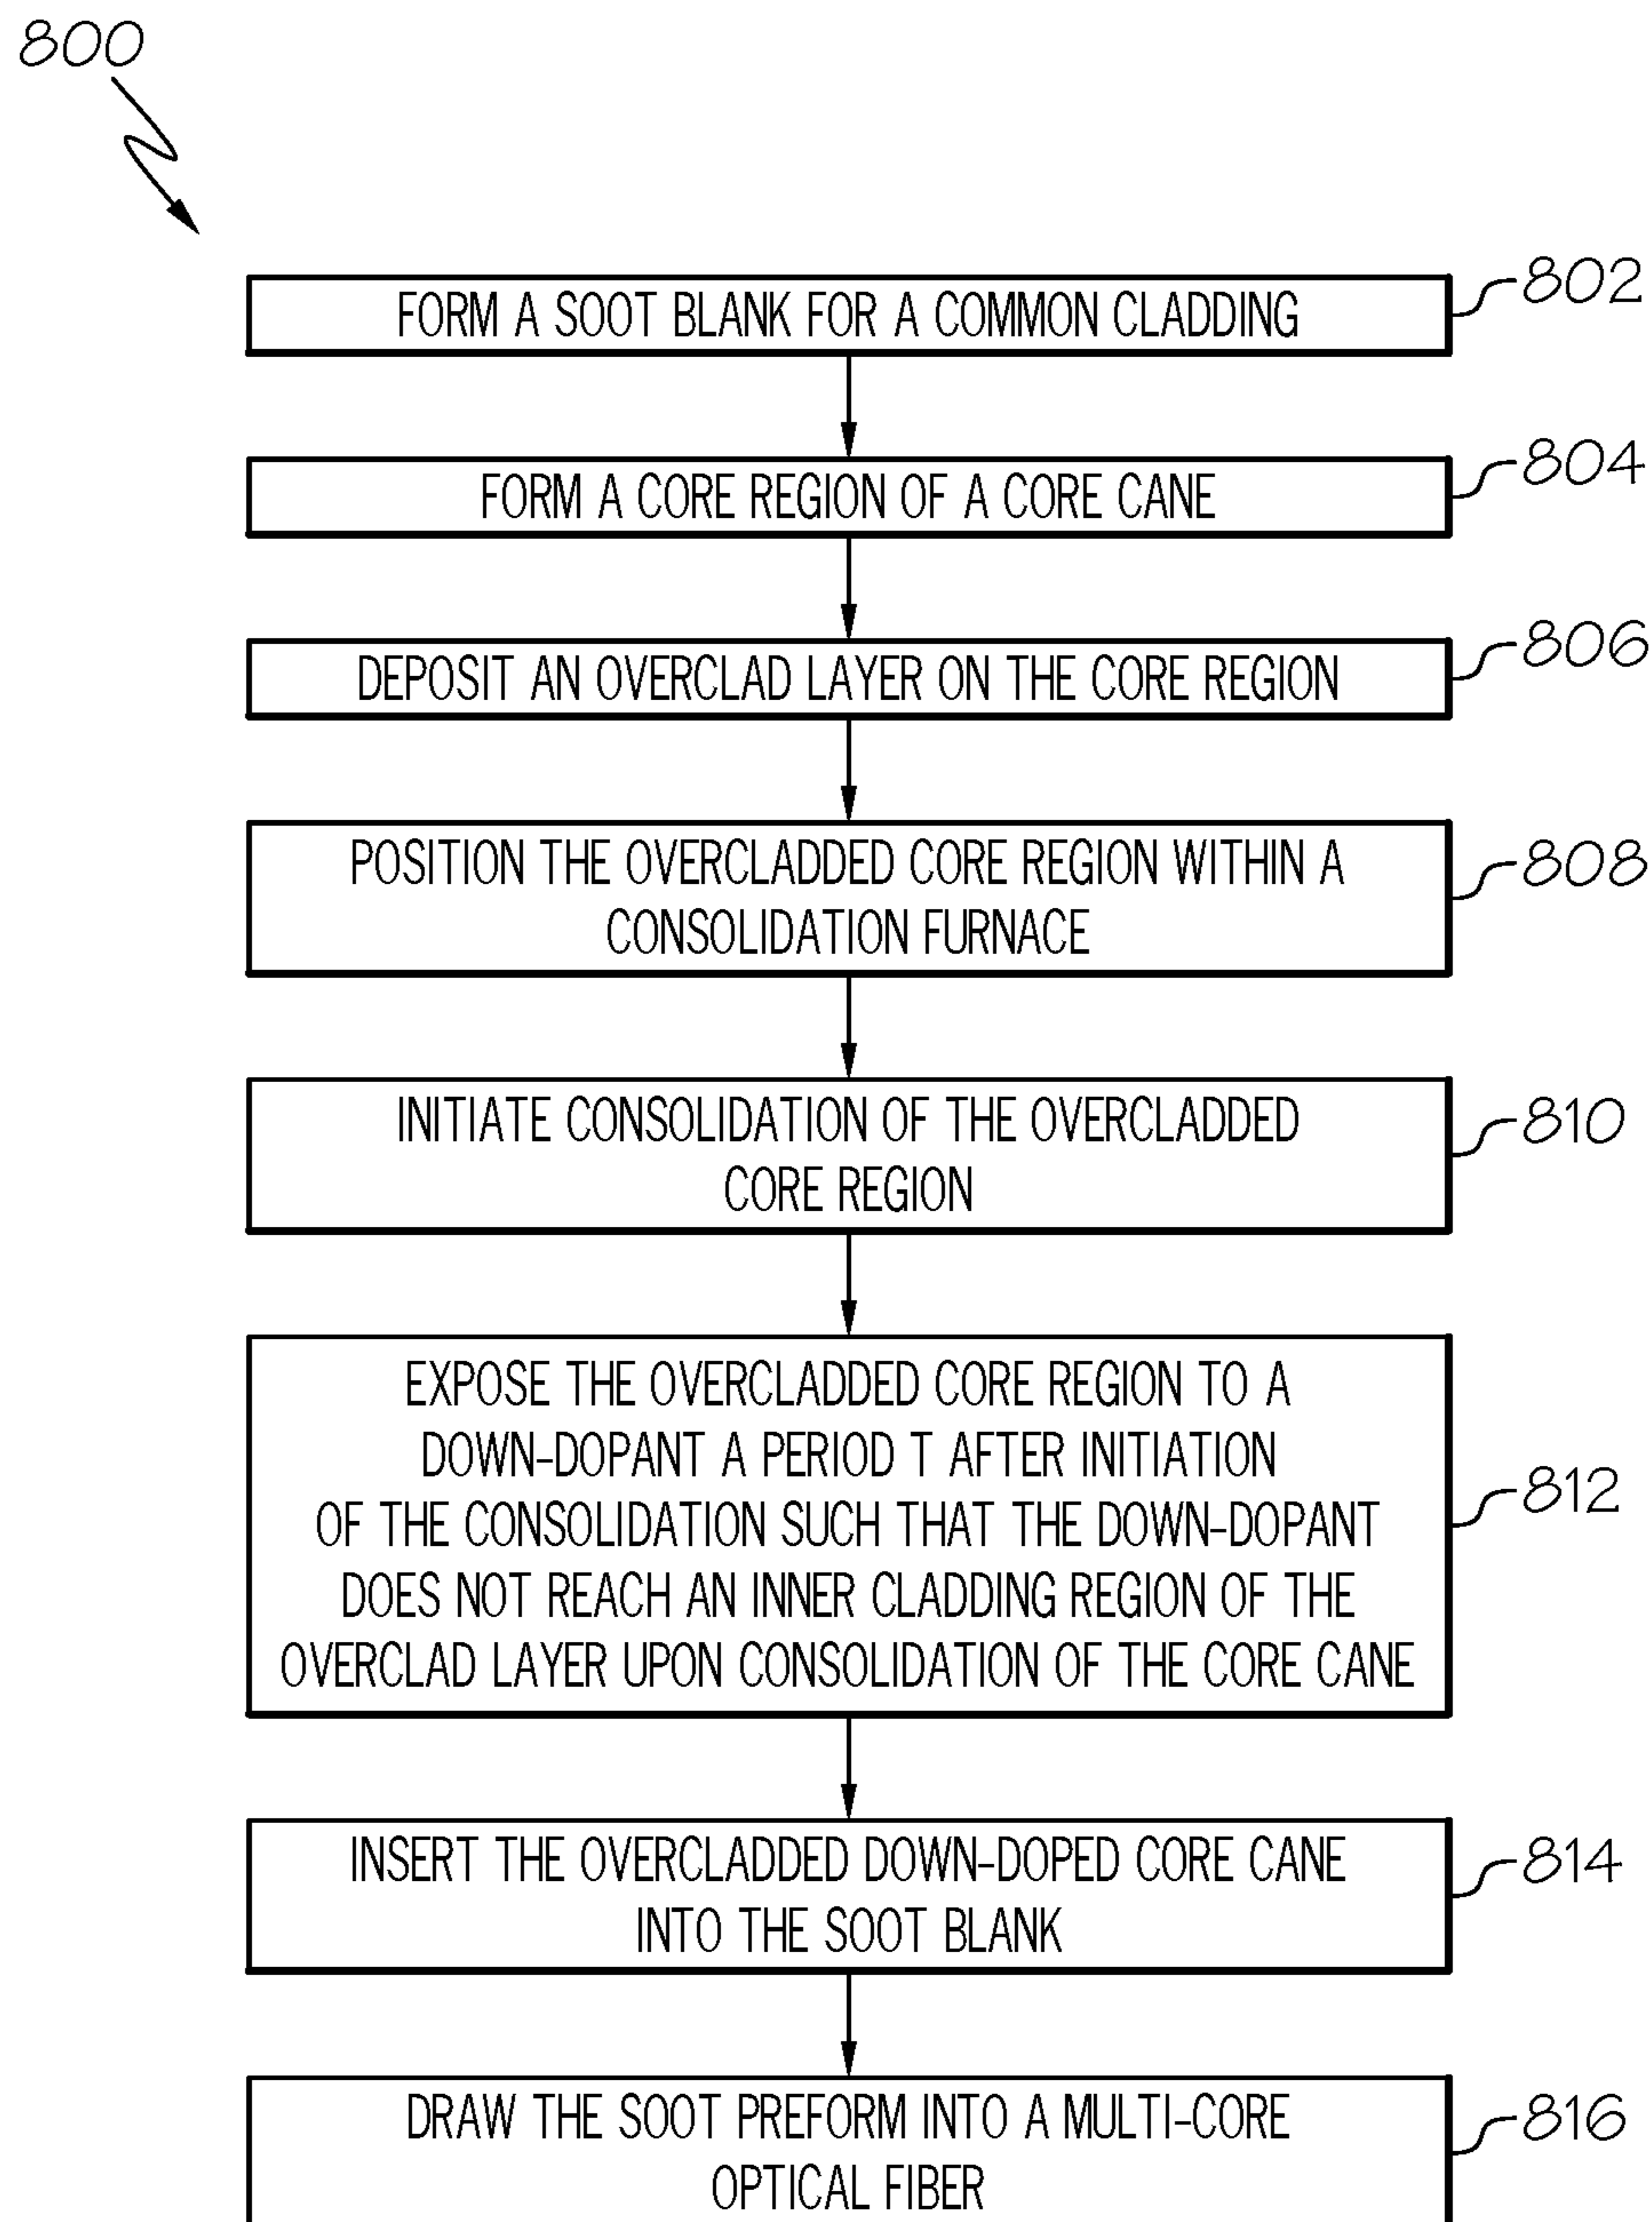 800
FORM A SOOT BLANK FOR A COMMON CLADDING
802
FORM A CORE REGION OF A CORE CANE
804
DEPOSIT AN OVERCLAD LAYER ON THE CORE REGION
806
POSITION THE OVERCLADDED CORE REGION WITHIN A
CONSOLIDATION FURNACE
808
INITIATE CONSOLIDATION OF THE OVERCLADDED
CORE REGION
810
EXPOSE THE OVERCLADDED CORE REGION TO A
DOWN-DOPANT A PERIOD T AFTER INITIATION
OF THE CONSOLIDATION SUCH THAT THE DOWN-DOPANT
DOES NOT REACH AN INNER CLADDING REGION OF THE
OVERCLAD LAYER UPON CONSOLIDATION OF THE CORE CANE
812
INSERT THE OVERCLADDED DOWN-DOPED CORE CANE
INTO THE SOOT BLANK
814
DRAW THE SOOT PREFORM INTO A MULTI-CORE
OPTICAL FIBER
816